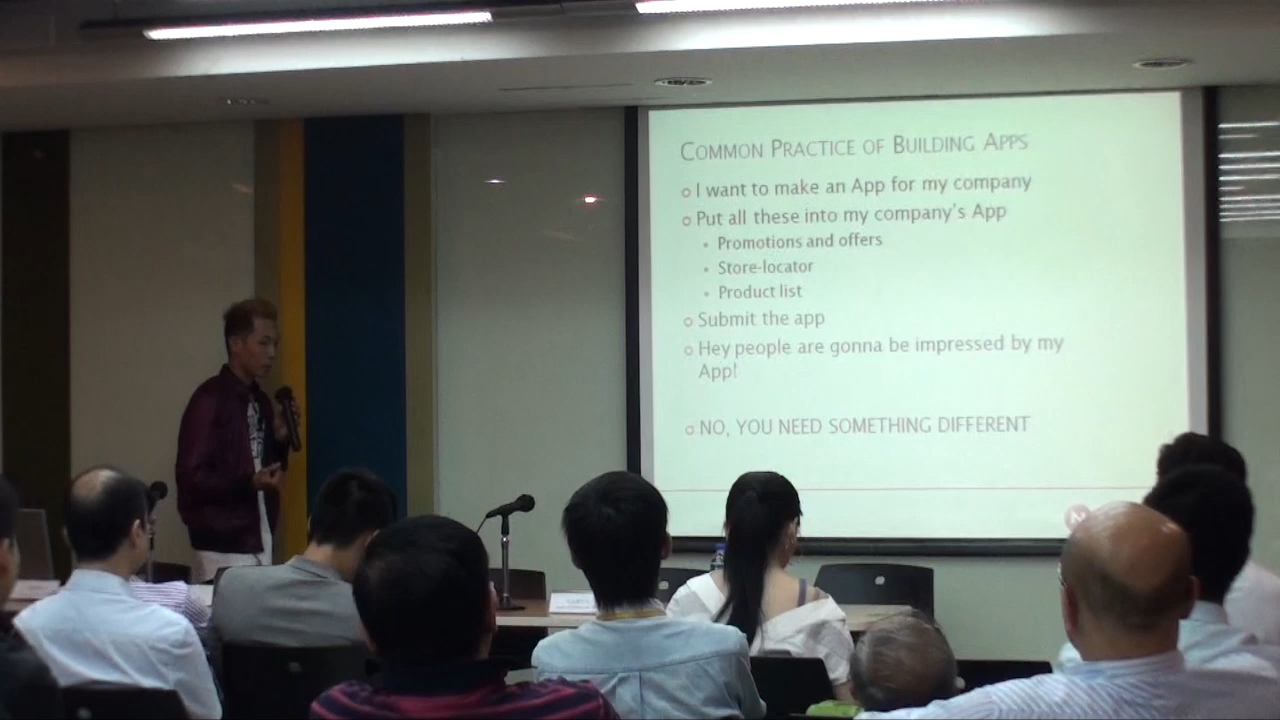 COMMON PRACTICE OF BUILDING APPS
I want to make an App for my company
Put all these into my company's App
Promotions and offers
Store-locator
Product list
Submit the app
Hey people are gonna be impressed by my
App!
NO, YOU NEED SOMETHING DIFFERENT